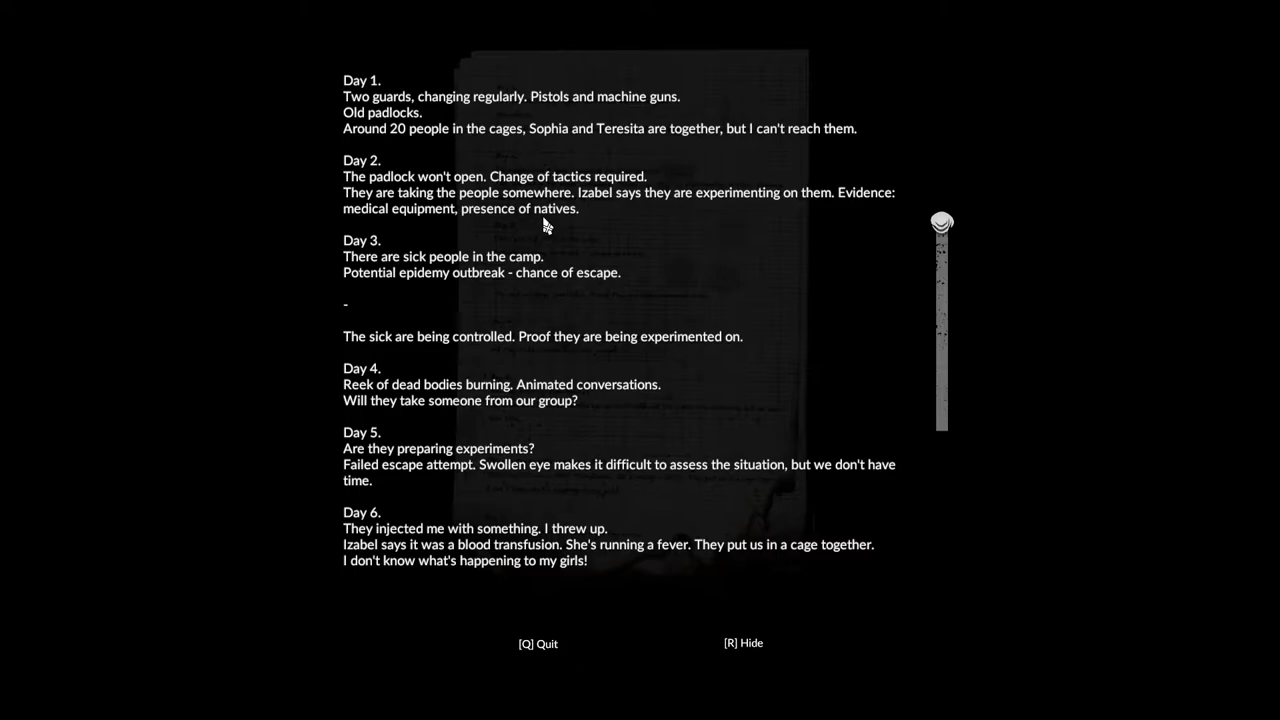 Day 1.
Two guards, changing regularly. Pistols and machine guns.
Old padlocks.
Around 20 people in the cages, Sophia and Teresita are together, but I can't reach them.
Day 2.
The padlock won't open. Change of tactics required.
They are taking the people somewhere. Izabel says they are experimenting on them. Evidence:
medical equipment, presence of natives.
Day 3.
There are sick people in the camp.
Potential epidemy outbreak - chance of escape.
-
The sick are being controlled. Proof they are being experimented on.
Day 4.
Reek of dead bodies burning. Animated conversations.
Will they take someone from our group?
Day 5.
Are they preparing experiments?
Failed escape attempt. Swollen eye makes it difficult to assess the situation, but we don't have
time.
Day 6.
They injected me with something. I threw up.
Izabel says it was a blood transfusion. She's running a fever. They put us in a cage together.
I don't know what's happening to my girls!
[Q] Quit
[R] Hide